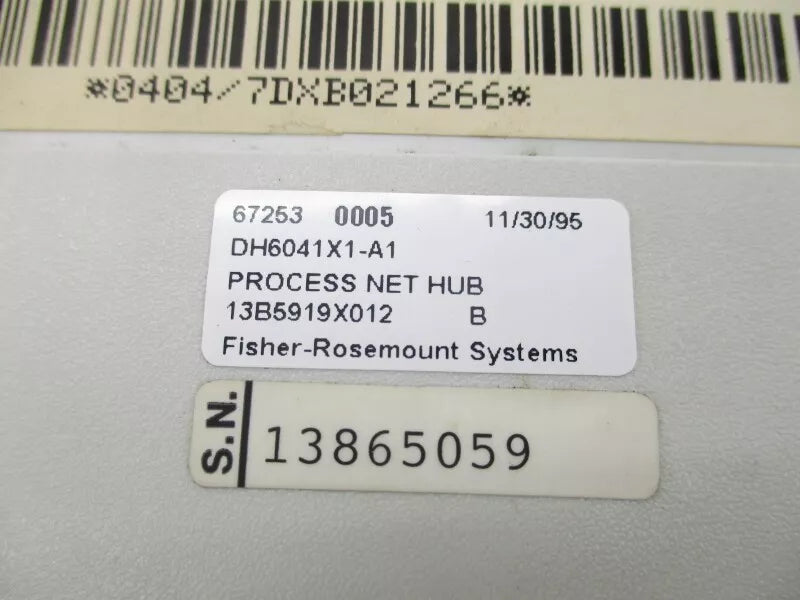 *0404/7DXB021266*
67253 0005 11/30/95
DH6041X1-A1
PROCESS NET HUB
13B5919X012 B
Fisher-Rosemount Systems
S.N. 13865059